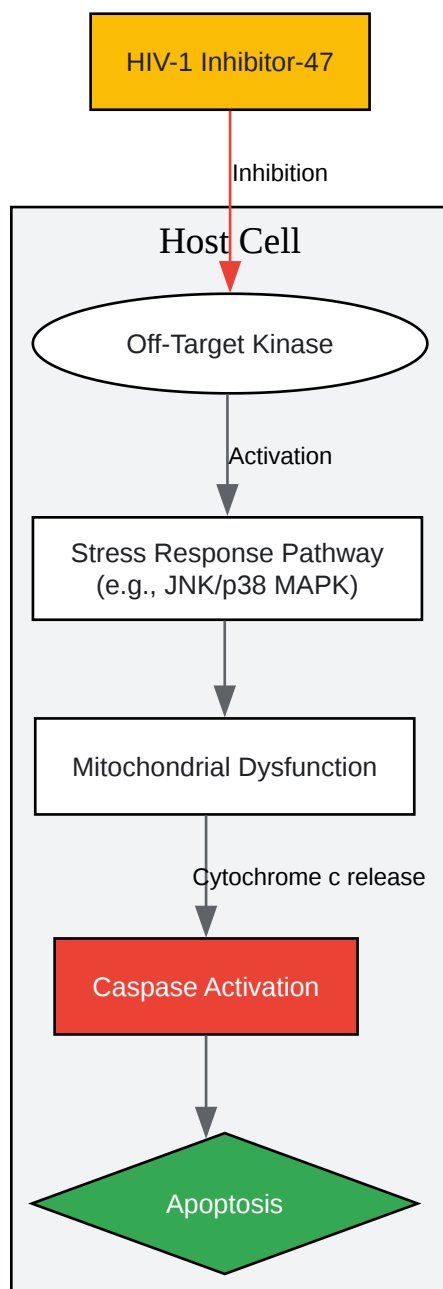 HIV-1 Inhibitor-47
Inhibition
Host Cell
Off-Target Kinase
Activation
Stress Response Pathway
(e.g., JNK/p38 MAPK)
Mitochondrial Dysfunction
Cytochrome c release
Caspase Activation
Apoptosis